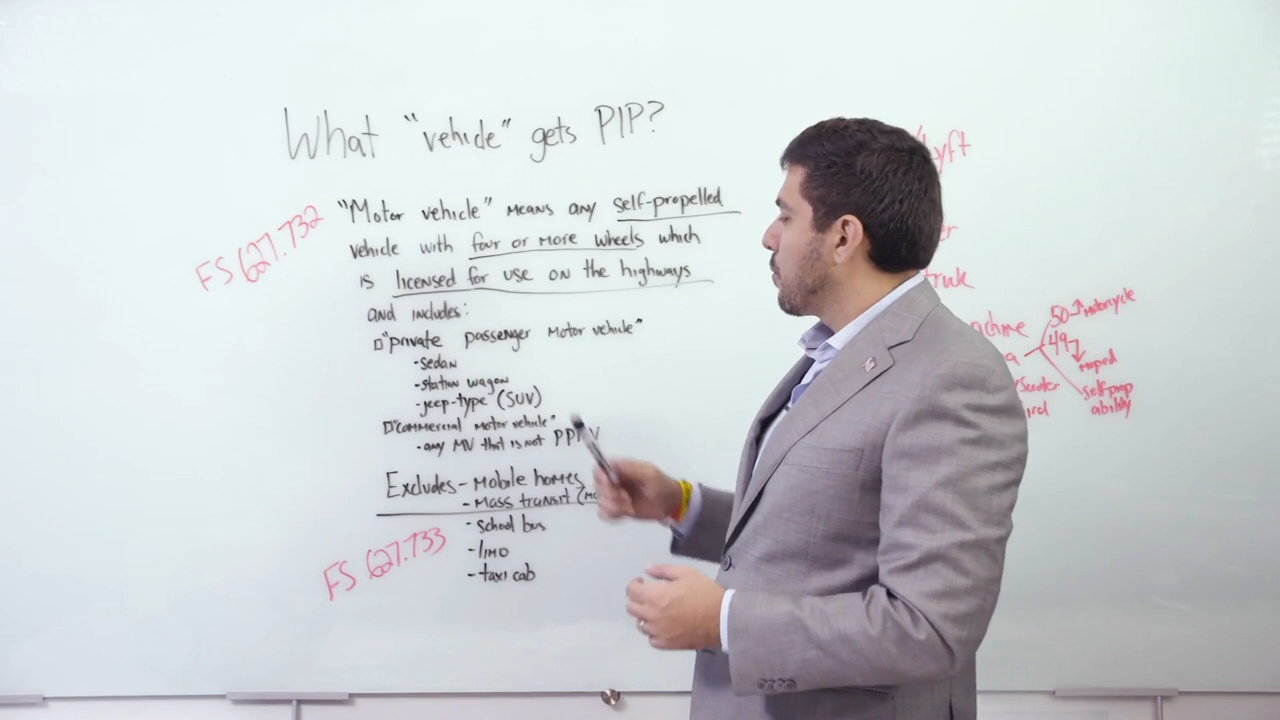 What "vehicle" gets PIP?
FS 627.732
"Motor vehicle" means any self-propelled
vehicle with four or more wheels which
is licensed for use on the highways
and includes:
"private passenger motor vehicle"
-sedan
-station wagon
-jeep-type (SUV)
"commercial motor vehicle"
-any MV that is not
Excludes - mobile homes
- mass transit
FS 627.733
- school bus
- limo
- taxi cab
50
motorcycle
49
moped
self-prop
ability